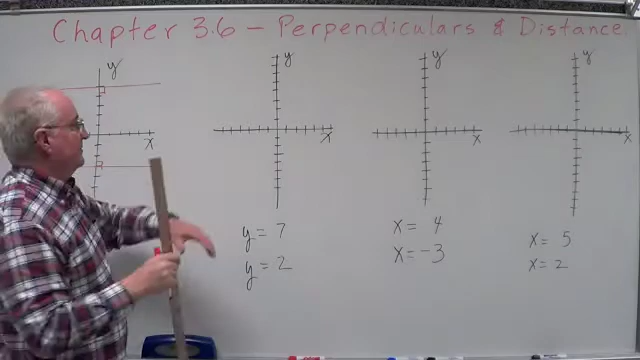 Chapter 3.6 – Perpendiculars & Distance
y
x
y
x
y
x
y
x
y = 7
y = 2
x = 4
x = -3
x = 5
x = 2